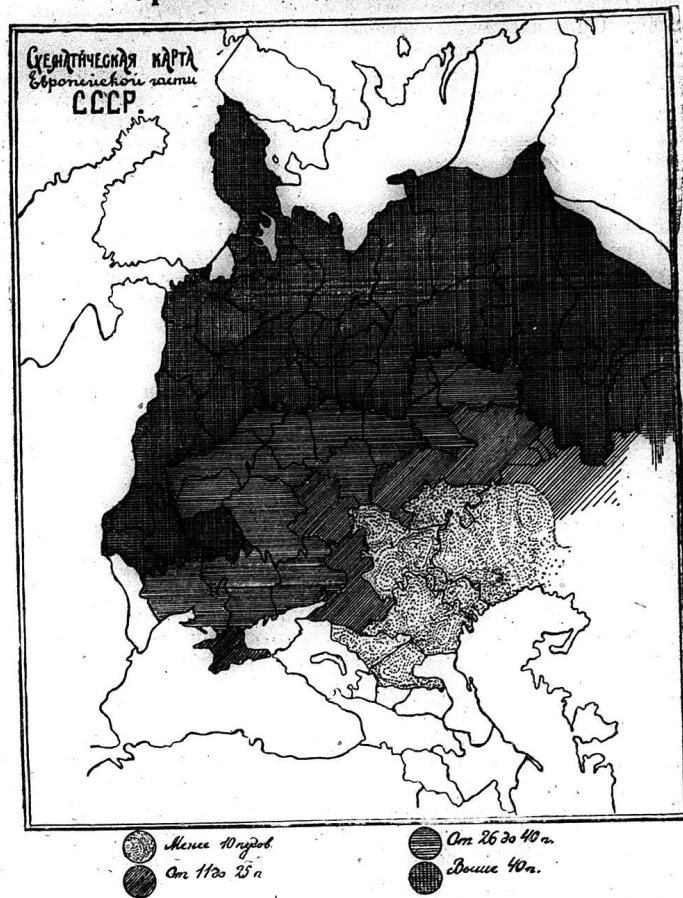 СХЕМАТИЧЕСКАЯ КАРТА
Европейской части
СССР.
Менее 10 пудов
От 11 до 25 п
От 26 до 40 п.
Выше 40 п.